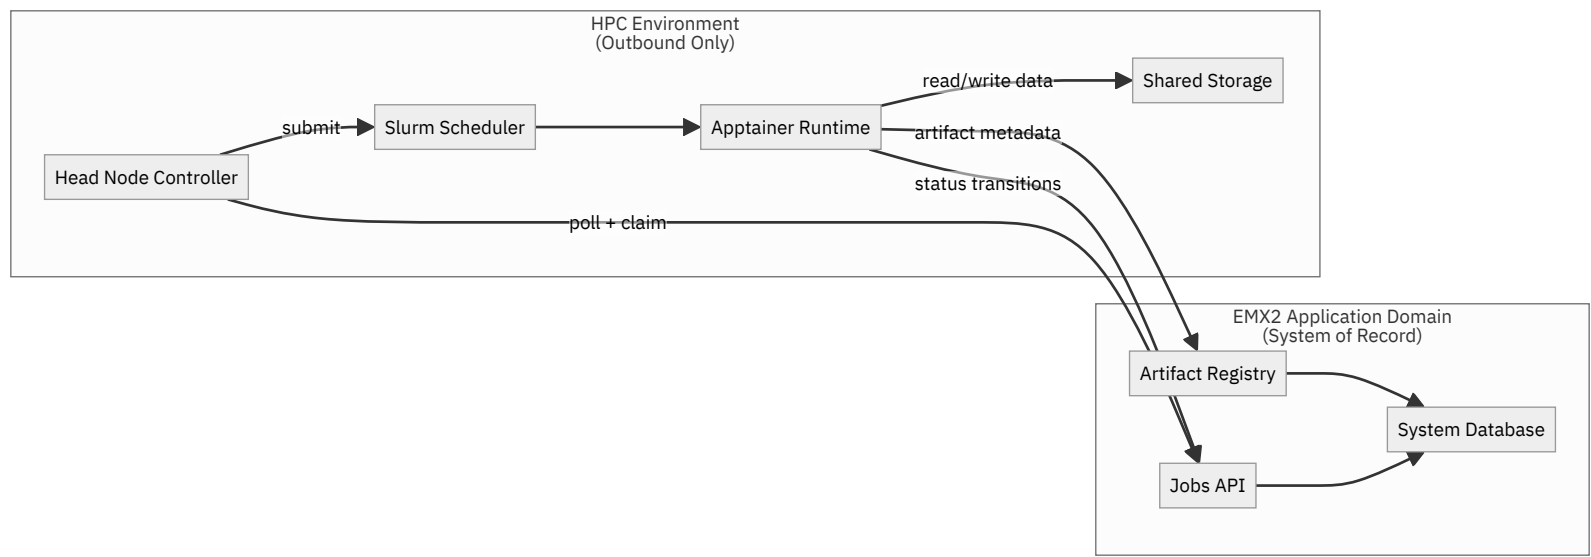 HPC Environment
(Outbound Only)
read/write data
Shared Storage
submit
Slurm Scheduler
Apptainer Runtime
artifact metadata
Head Node Controller
status transitions
poll + claim
EMX2 Application Domain
(System of Record)
Artifact Registry
System Database
Jobs API